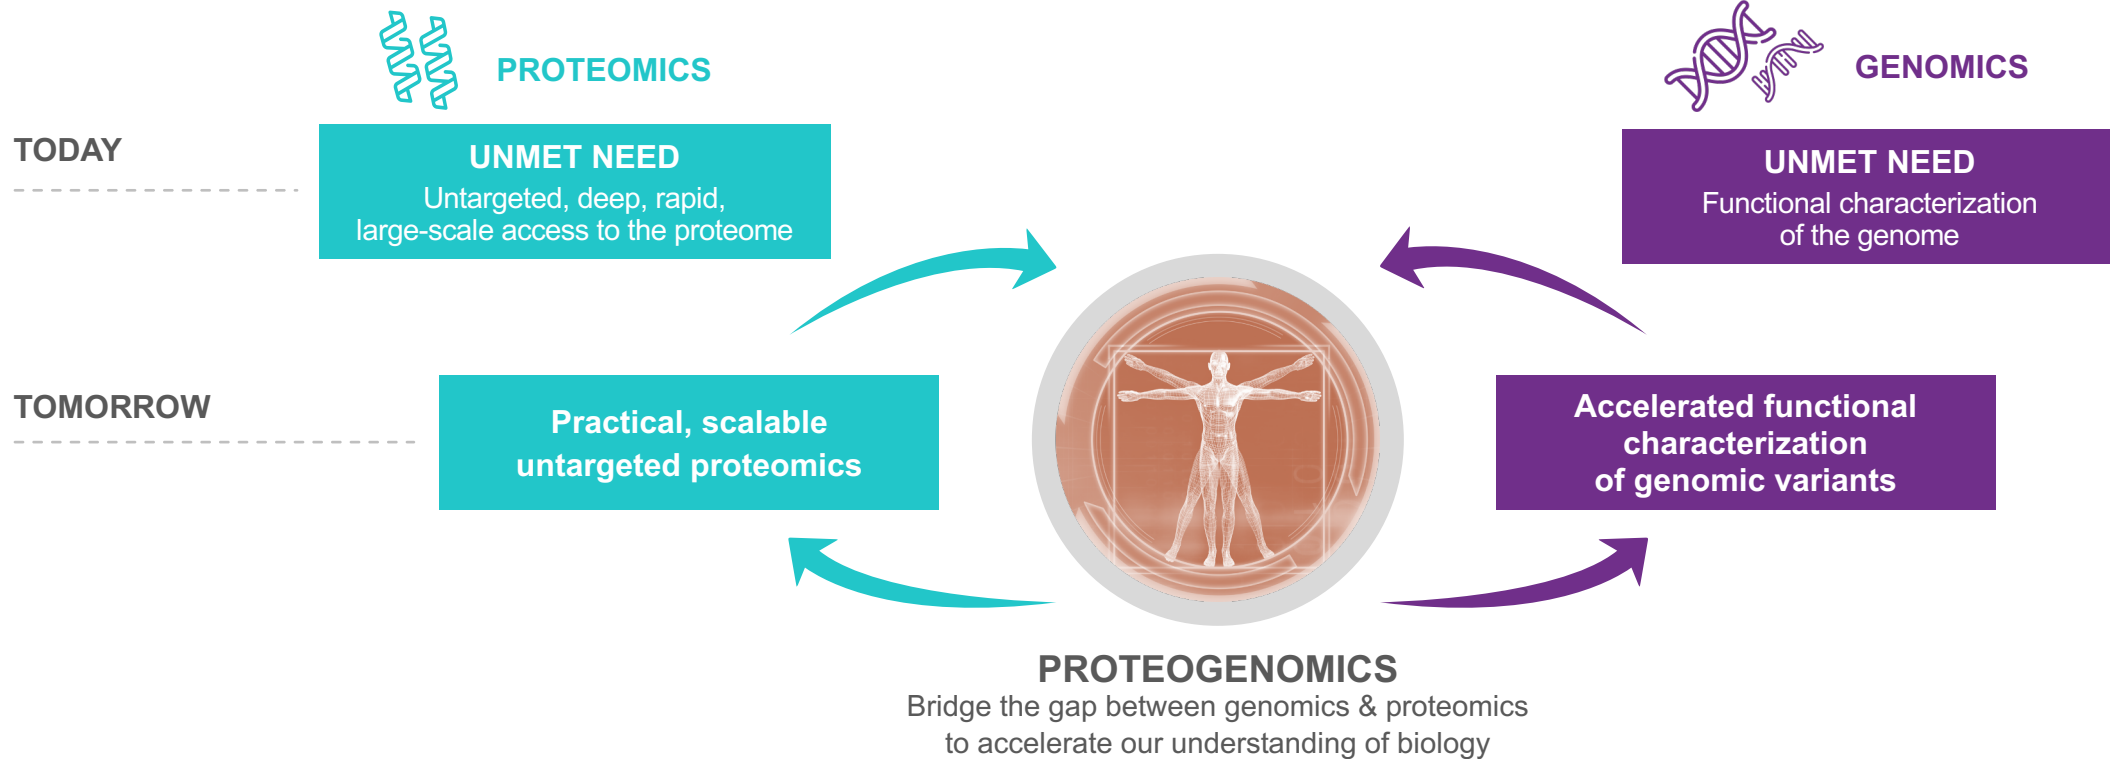 PROTEOMICS
GENOMICS
TODAY
UNMET NEED
Untargeted, deep, rapid,
large-scale access to the proteome
UNMET NEED
Functional characterization
of the genome
TOMORROW
Practical, scalable
untargeted proteomics
Accelerated functional
characterization
of genomic variants
PROTEOGENOMICS
Bridge the gap between genomics & proteomics
to accelerate our understanding of biology